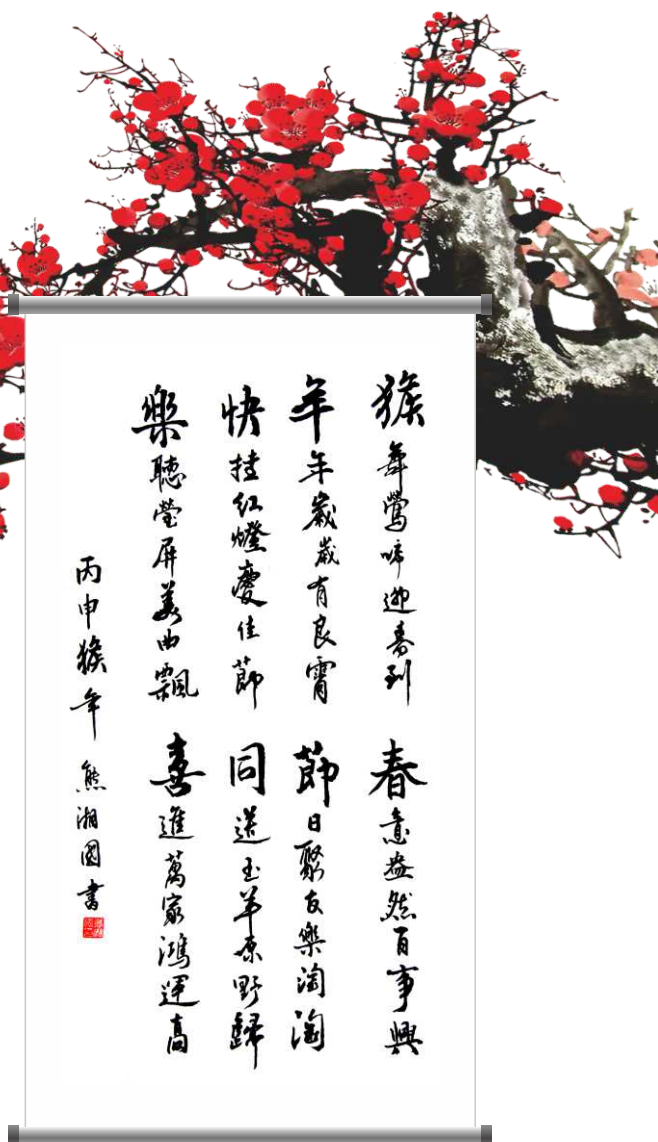 猴舞鶯啼迎春到
年年歲歲有良宵
快挂紅燈慶佳節
樂聽瑩屏美曲飄
春意盎然百事興
節日聚友樂淘淘
同送玉羊原野歸
喜進萬家鴻運高
丙申猴年 熊湘國書